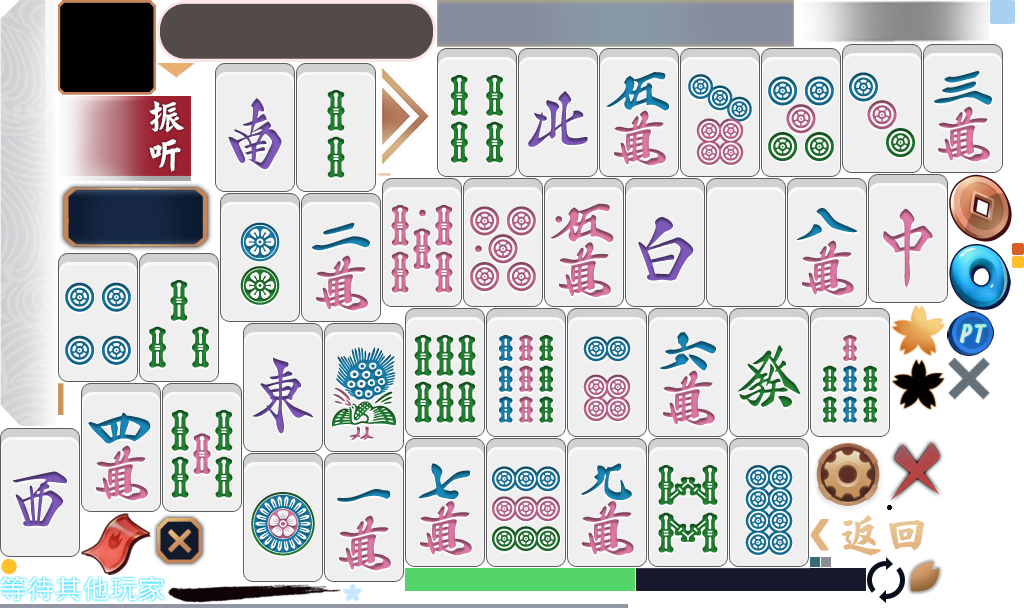 振
听
南
北
伍
萬
三
萬
二
萬
伍
萬
白
八
萬
中
東
六
萬
發
PT
四
萬
西
一
萬
七
萬
九
萬
返回
等待其他玩家